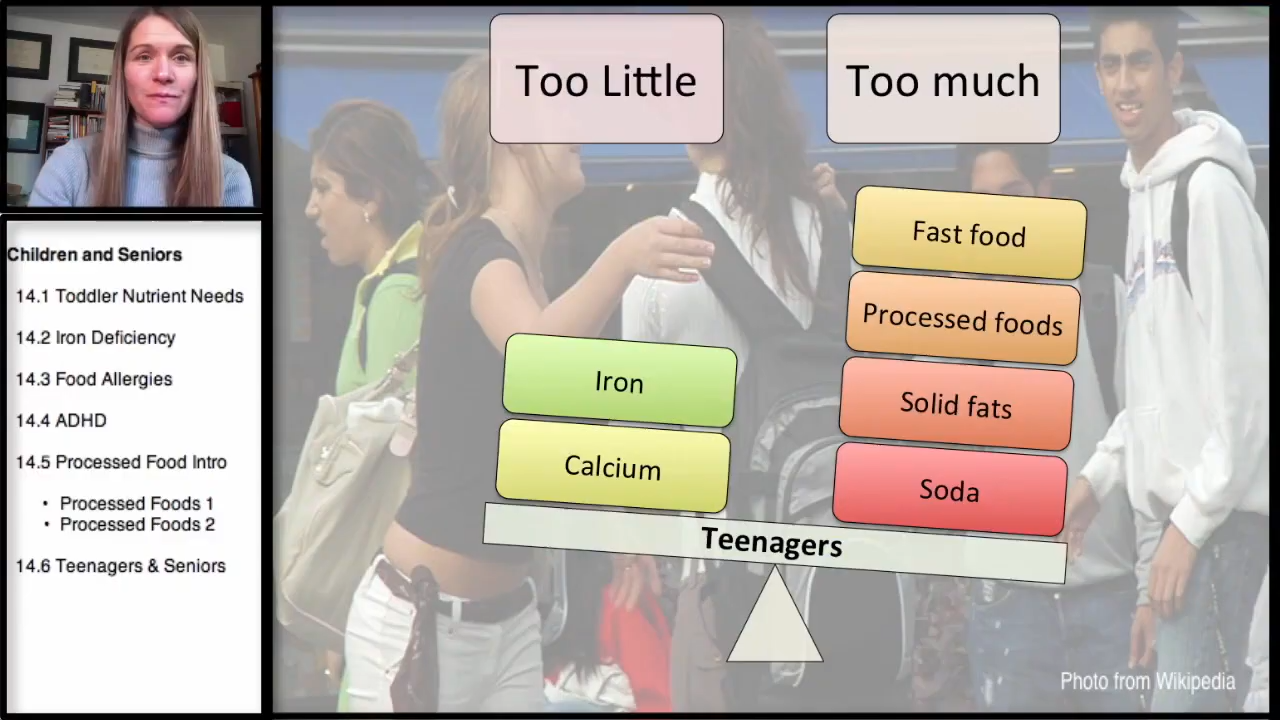 Too Little
Too much
Fast food
Processed foods
Iron
Solid fats
Calcium
Soda
Teenagers
Children and Seniors
14.1 Toddler Nutrient Needs
14.2 Iron Deficiency
14.3 Food Allergies
14.4 ADHD
14.5 Processed Food Intro
• Processed Foods 1
• Processed Foods 2
14.6 Teenagers & Seniors
Photo from Wikipedia